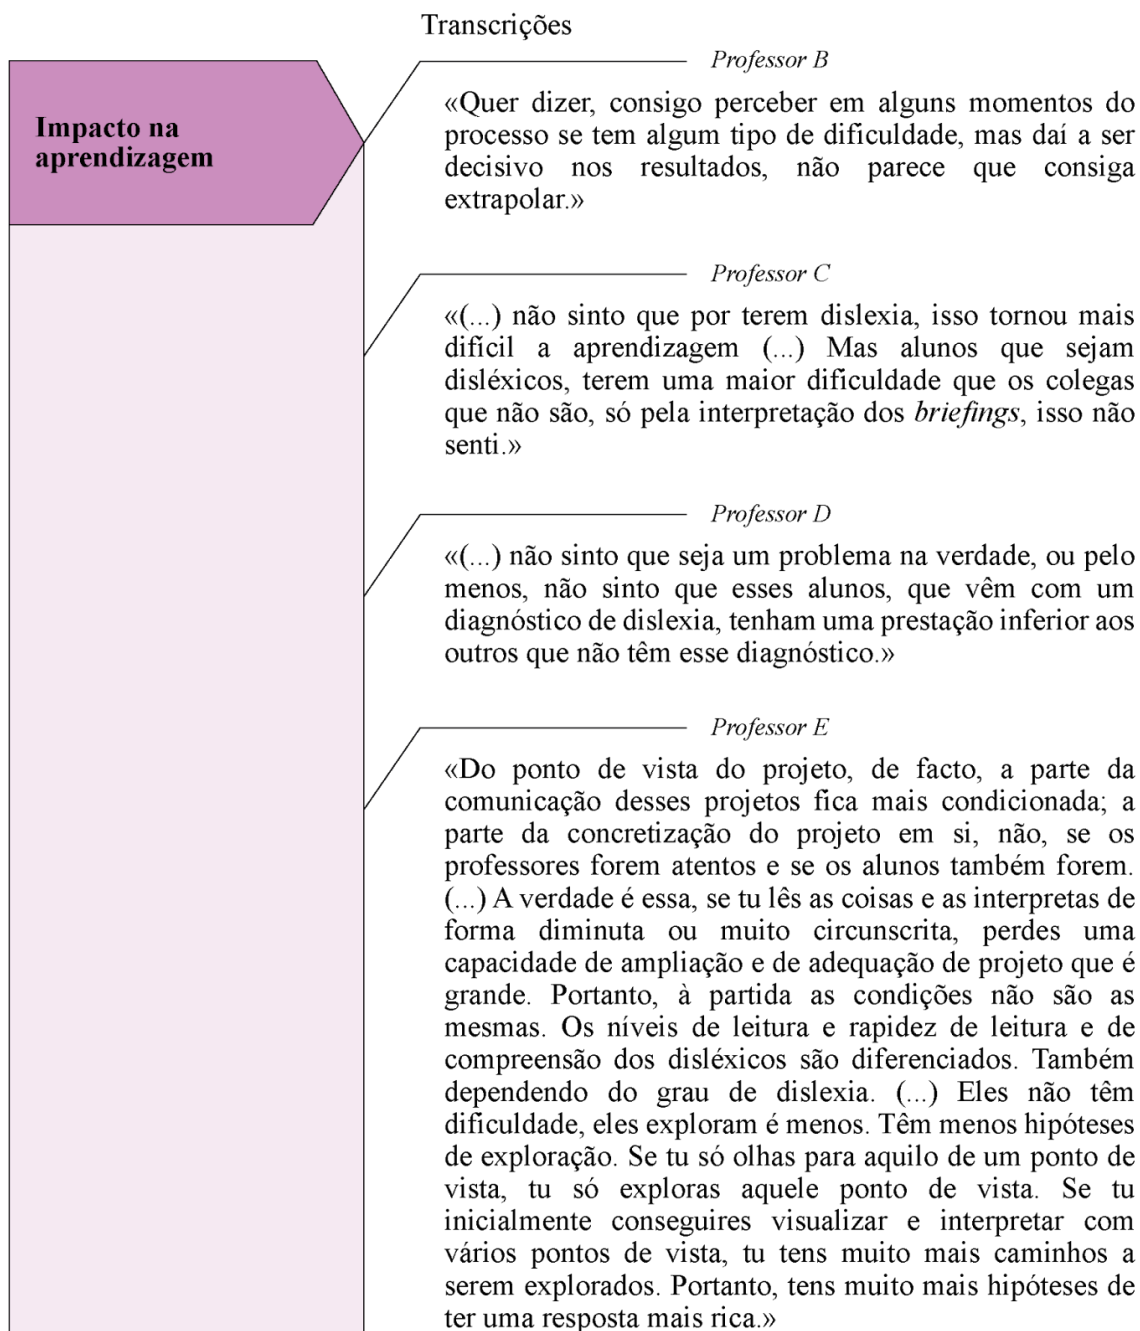 Transcrições
Impacto na
aprendizagem
Professor B
«Quer dizer, consigo perceber em alguns momentos do
processo se tem algum tipo de dificuldade, mas daí a ser
decisivo nos resultados, não parece que consiga
extrapolar.»
Professor C
«(...) não sinto que por terem dislexia, isso tornou mais
difícil a aprendizagem (...) Mas alunos que sejam
disléxicos, terem uma maior dificuldade que os colegas
que não são, só pela interpretação dos briefings, isso não
senti.»
Professor D
«(...) não sinto que seja um problema na verdade, ou pelo
menos, não sinto que esses alunos, que vêm com um
diagnóstico de dislexia, tenham uma prestação inferior aos
outros que não têm esse diagnóstico.»
Professor E
«Do ponto de vista do projeto, de facto, a parte da
comunicação desses projetos fica mais condicionada; a
parte da concretização do projeto em si, não, se os
professores forem atentos e se os alunos também forem.
(...) A verdade é essa, se tu lês as coisas e as interpretas de
forma diminuta ou muito circunscrita, perdes uma
capacidade de ampliação e de adequação de projeto que é
grande. Portanto, à partida as condições não são as
mesmas. Os níveis de leitura e rapidez de leitura e de
compreensão dos disléxicos são diferenciados. Também
dependendo do grau de dislexia. (...) Eles não têm
dificuldade, eles exploram é menos. Têm menos hipóteses
de exploração. Se tu só olhas para aquilo de um ponto de
vista, tu só exploras aquele ponto de vista. Se tu
inicialmente conseguires visualizar e interpretar com
vários pontos de vista, tu tens muito mais caminhos a
serem explorados. Portanto, tens muito mais hipóteses de
ter uma resposta mais rica.»